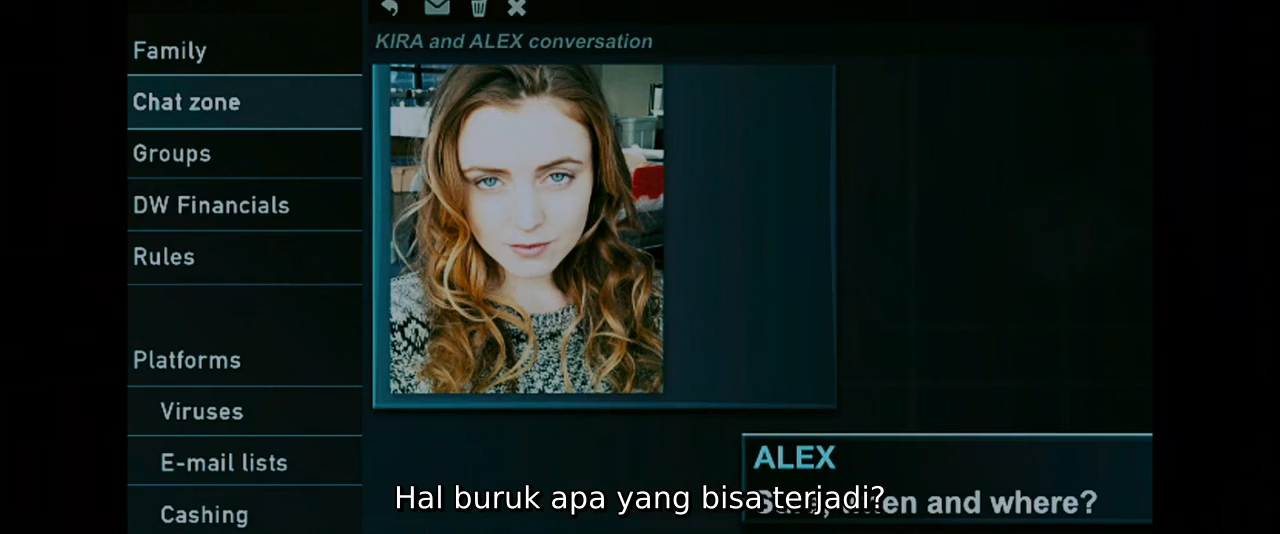 Family
Chat zone
Groups
DW Financials
Rules
Platforms
Viruses
E-mail lists
Cashing
KIRA and ALEX conversation
ALEX
and where?
Hal buruk apa yang bisa terjadi?